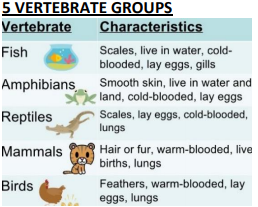 5 VERTEBRATE GROUPS
Vertebrate Characteristics
Fish Scales, live in water, cold-
blooded, lay eggs, gills
Amphibians Smooth skin, live in water and
land, cold-blooded, lay eggs
Reptiles Scales, lay eggs, cold-blooded,
lungs
Mammals Hair or fur, warm-blooded, live
births, lungs
Birds Feathers, warm-blooded, lay
eggs, lungs